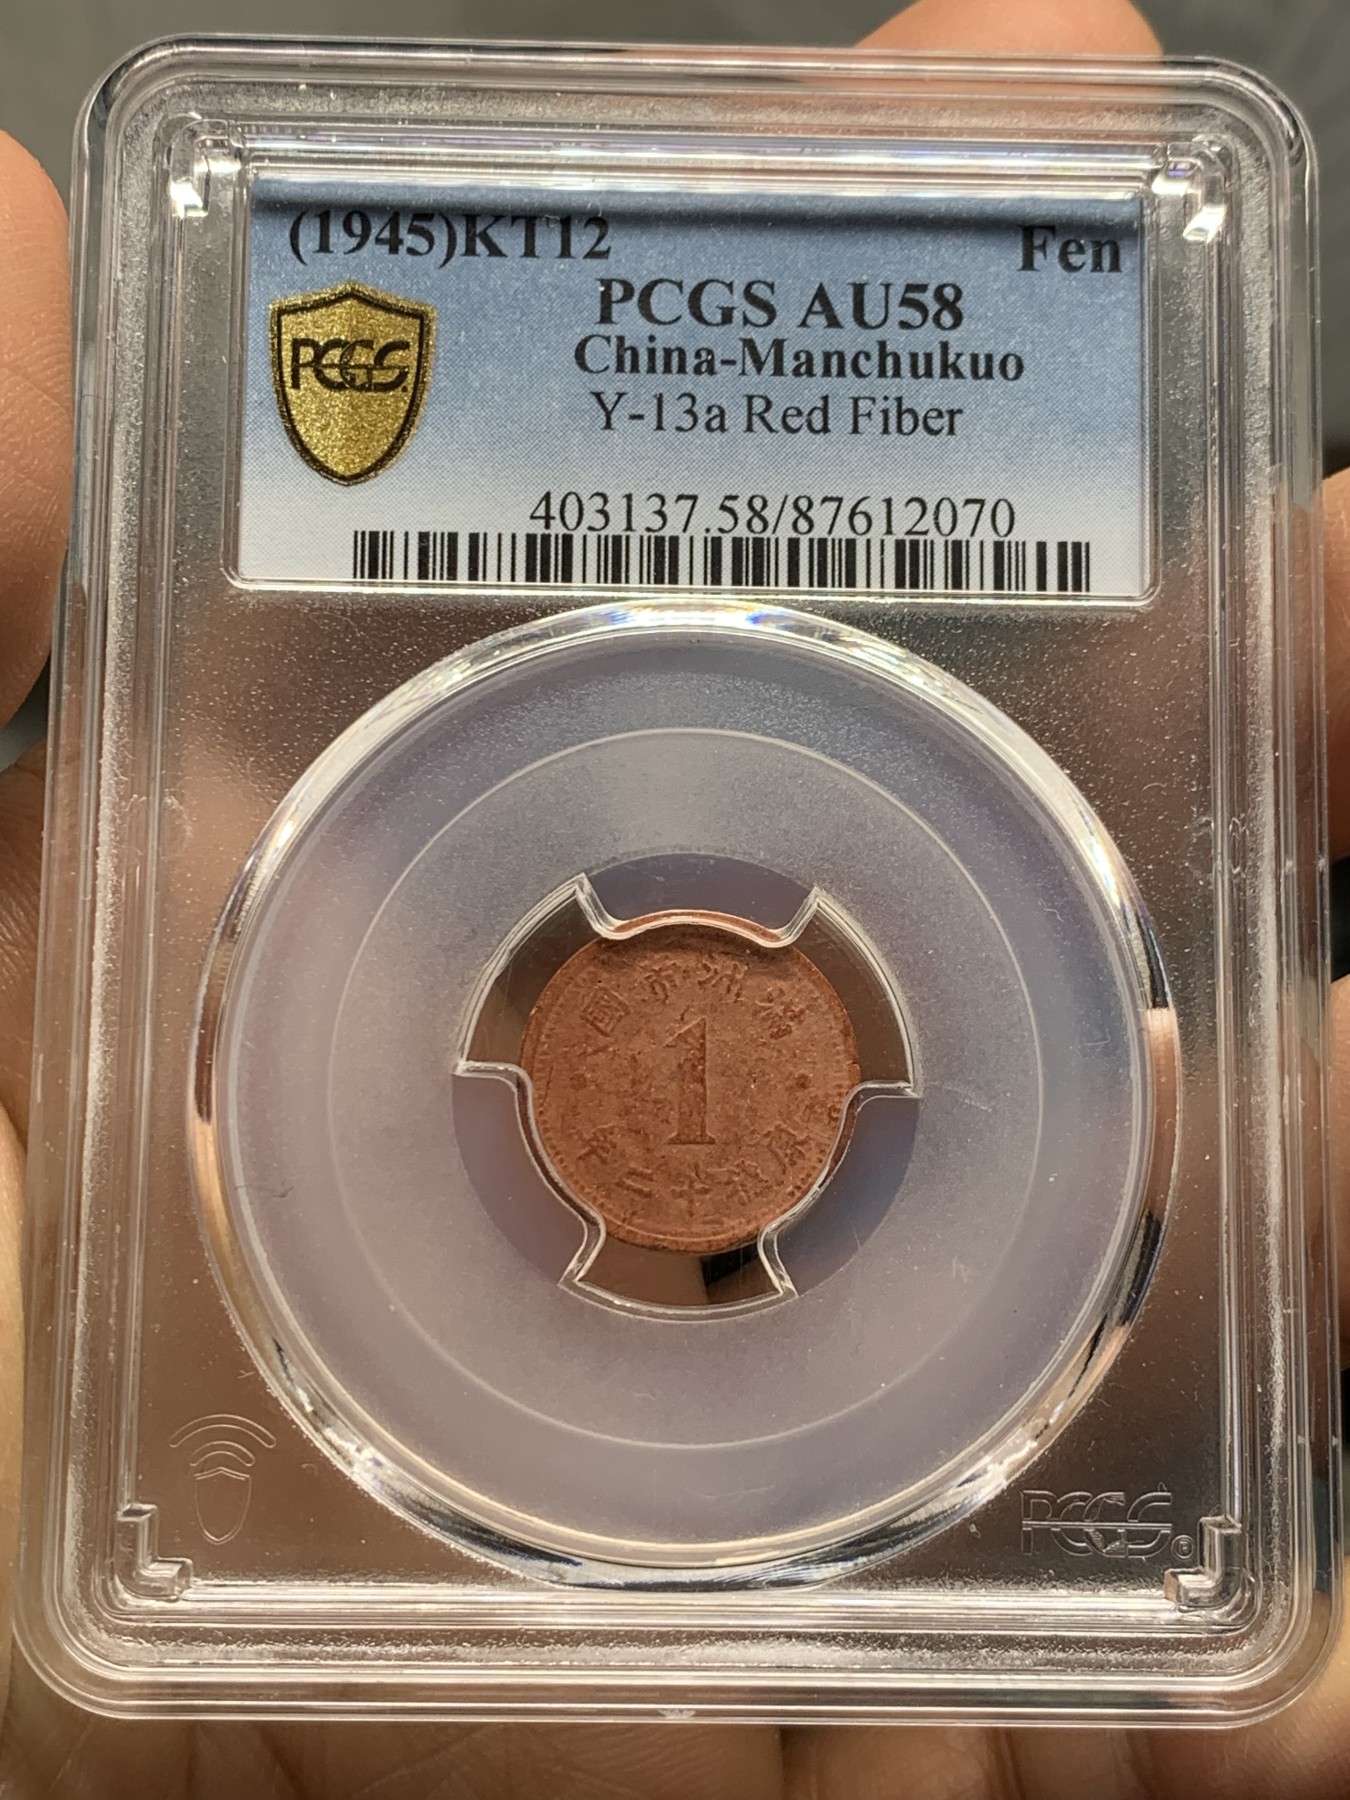 (1945)KT12 Fen
PCGS AU58
China-Manchukuo
Y-13a Red Fiber
PCGS
403137.58/87612070
國帝洲滿
1
年二十德康
PCGS